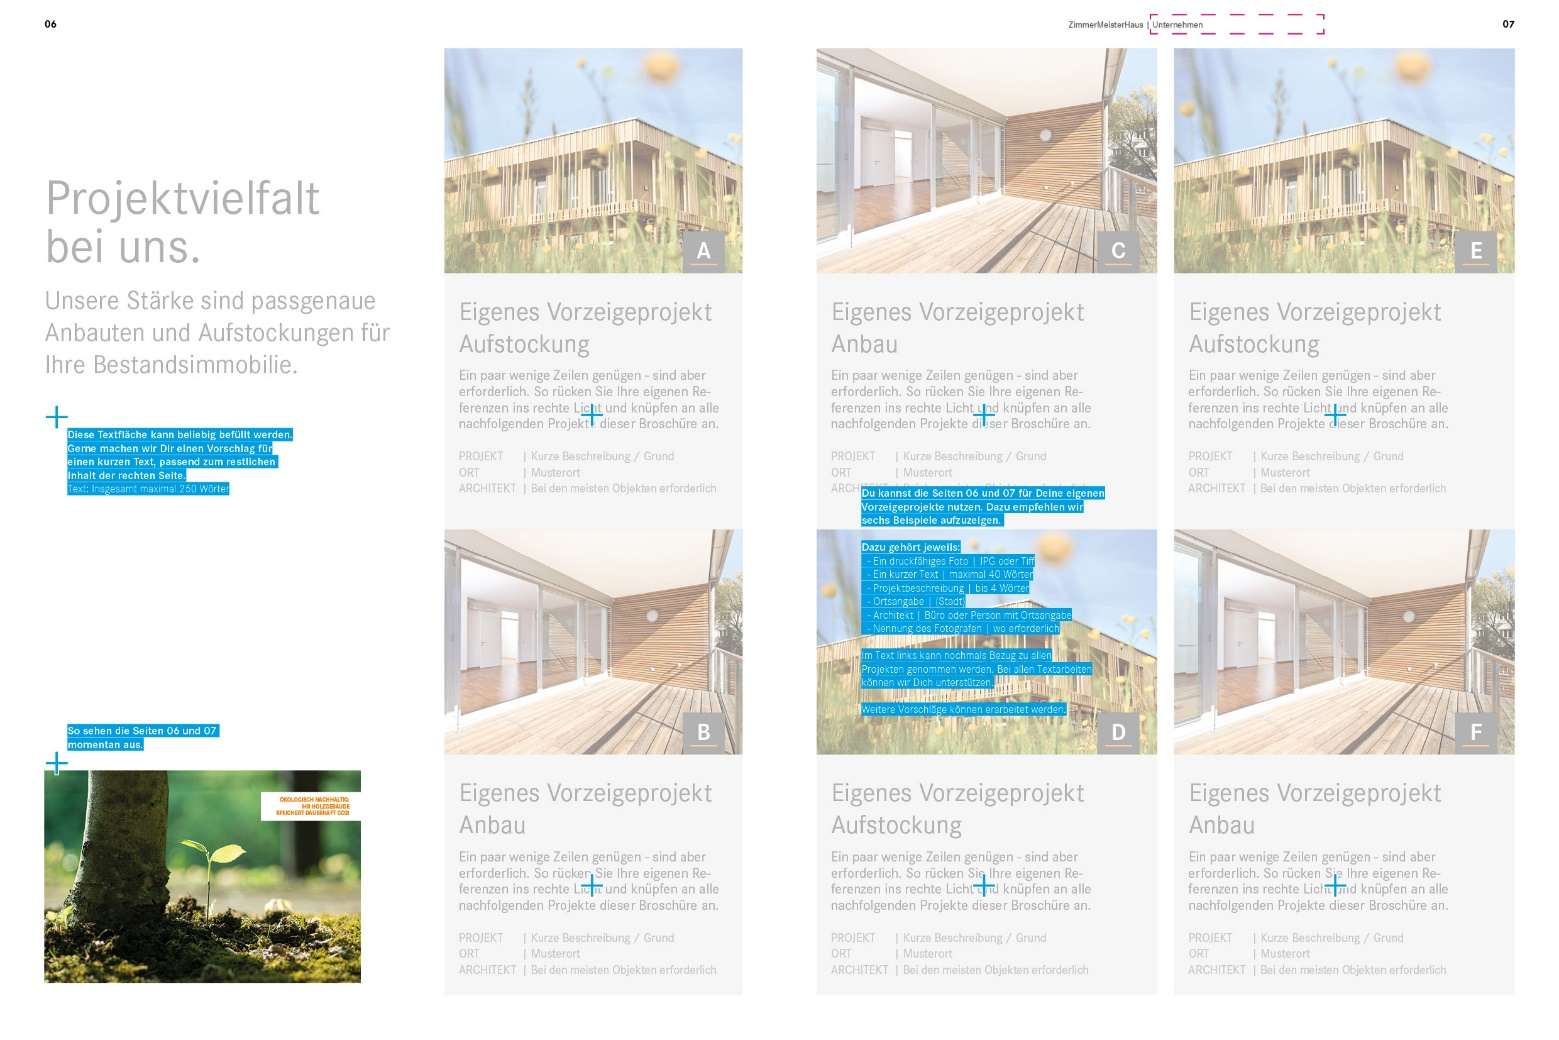 06
ZimmerMeisterHaus | Unternehmen
07
Projektvielfalt
bei uns.
Unsere Stärke sind passgenaue
Anbauten und Aufstockungen für
Ihre Bestandsimmobilie.
Diese Textfläche kann beliebig befüllt werden.
Gerne machen wir Dir einen Vorschlag für
einen kurzen Text, passend zum restlichen
Inhalt der rechten Seite.
Text: Insgesamt maximal 250 Wörter
So sehen die Seiten 06 und 07
momentan aus.
ÖKOLOGISCH NACHHALTIG:
IHR HOLZGEBÄUDE
SPEICHERT DAUERHAFT CO2!
A
Eigenes Vorzeigeprojekt
Aufstockung
Ein paar wenige Zeilen genügen - sind aber
erforderlich. So rücken Sie Ihre eigenen Re-
ferenzen ins rechte Licht und knüpfen an alle
nachfolgenden Projekte dieser Broschüre an.
PROJEKT | Kurze Beschreibung / Grund
ORT | Musterort
ARCHITEKT | Bei den meisten Objekten erforderlich
B
Eigenes Vorzeigeprojekt
Anbau
Ein paar wenige Zeilen genügen - sind aber
erforderlich. So rücken Sie Ihre eigenen Re-
ferenzen ins rechte Licht und knüpfen an alle
nachfolgenden Projekte dieser Broschüre an.
PROJEKT | Kurze Beschreibung / Grund
ORT | Musterort
ARCHITEKT | Bei den meisten Objekten erforderlich
C
Eigenes Vorzeigeprojekt
Anbau
Ein paar wenige Zeilen genügen - sind aber
erforderlich. So rücken Sie Ihre eigenen Re-
ferenzen ins rechte Licht und knüpfen an alle
nachfolgenden Projekte dieser Broschüre an.
PROJEKT | Kurze Beschreibung / Grund
ORT | Musterort
ARCHITEKT | Bei den meisten Objekten erforderlich
Du kannst die Seiten 06 und 07 für Deine eigenen
Vorzeigeprojekte nutzen. Dazu empfehlen wir
sechs Beispiele aufzuzeigen.
Dazu gehört jeweils:
- Ein druckfähiges Foto | JPG oder Tiff
- Ein kurzer Text | maximal 40 Wörter
- Projektbeschreibung | bis 4 Wörter
- Ortsangabe | (Stadt)
- Architekt | Büro oder Person mit Ortsangabe
- Nennung des Fotografen | wo erforderlich
Im Text links kann nochmals Bezug zu allen
Projekten genommen werden. Bei allen Textarbeiten
können wir Dich unterstützen.
Weitere Vorschläge können erarbeitet werden.
D
Eigenes Vorzeigeprojekt
Aufstockung
Ein paar wenige Zeilen genügen - sind aber
erforderlich. So rücken Sie Ihre eigenen Re-
ferenzen ins rechte Licht und knüpfen an alle
nachfolgenden Projekte dieser Broschüre an.
PROJEKT | Kurze Beschreibung / Grund
ORT | Musterort
ARCHITEKT | Bei den meisten Objekten erforderlich
E
Eigenes Vorzeigeprojekt
Aufstockung
Ein paar wenige Zeilen genügen - sind aber
erforderlich. So rücken Sie Ihre eigenen Re-
ferenzen ins rechte Licht und knüpfen an alle
nachfolgenden Projekte dieser Broschüre an.
PROJEKT | Kurze Beschreibung / Grund
ORT | Musterort
ARCHITEKT | Bei den meisten Objekten erforderlich
F
Eigenes Vorzeigeprojekt
Anbau
Ein paar wenige Zeilen genügen - sind aber
erforderlich. So rücken Sie Ihre eigenen Re-
ferenzen ins rechte Licht und knüpfen an alle
nachfolgenden Projekte dieser Broschüre an.
PROJEKT | Kurze Beschreibung / Grund
ORT | Musterort
ARCHITEKT | Bei den meisten Objekten erforderlich